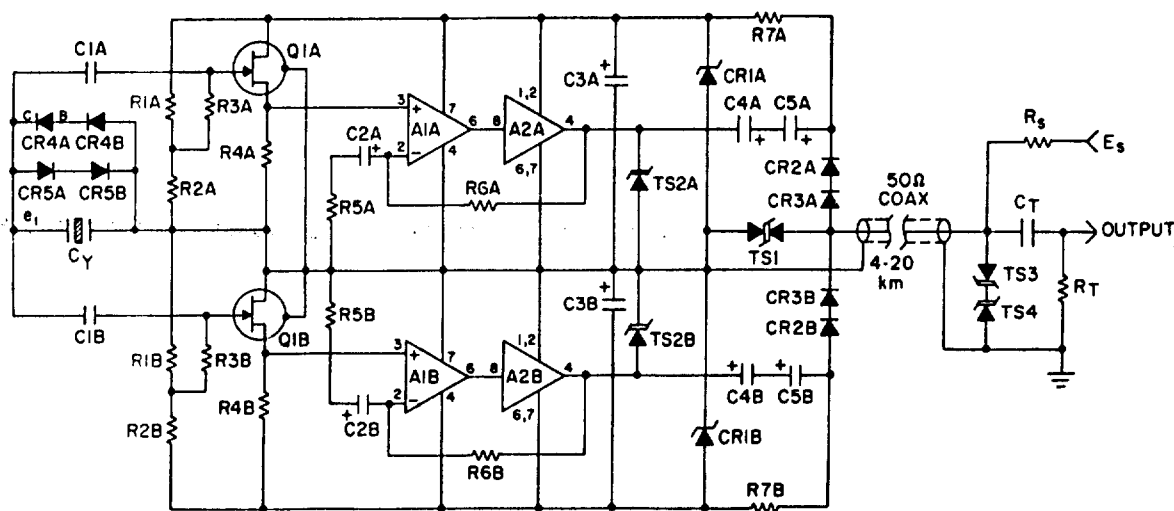 C1A
Q1A
R1A
R3A
C B
CR4A CR4B
R4A
CR5A CR5B
R2A
e1
CY
C1B
Q1B
R1B
R3B
R4B
R2B
C2A
+
R5A
3
+
A1A
2
−
7
4
6
8
1,2
A2A
4
6,7
R6A
R5B
3
+
A1B
2
−
7
4
6
8
1,2
A2B
4
6,7
+
C2B
R6B
C3A
+
C3B
+
TS2A
TS2B
CR1A
CR1B
R7A
C4A C5A
+ +
CR2A
CR3A
TS1
CR3B
CR2B
+ +
C4B C5B
R7B
50Ω
COAX
4-20
km
Rs
Es
CT
OUTPUT
TS3
TS4
RT